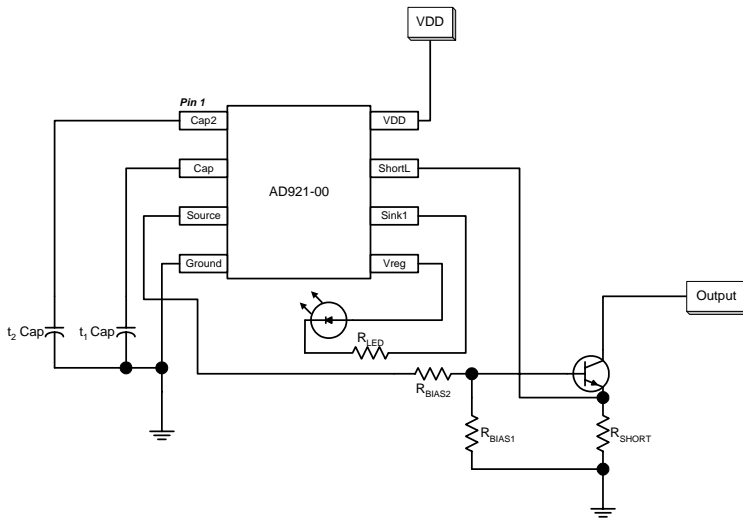 VDD
Pin 1
Cap2
VDD
Cap
ShortL
AD921-00
Source
Sink1
Ground
Vreg
Output
t2 Cap
t1 Cap
RLED
RBIAS2
RBIAS1
RSHORT